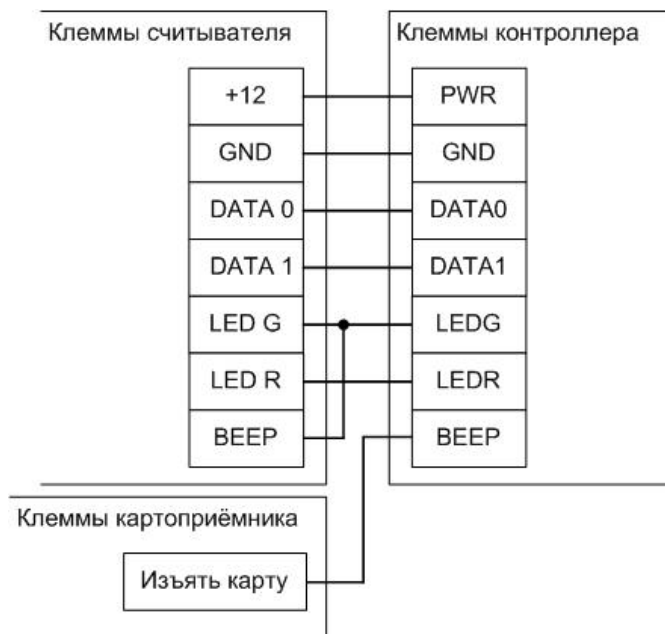 Клеммы считывателя
Клеммы контроллера
+12
PWR
GND
GND
DATA 0
DATA0
DATA 1
DATA1
LED G
LEDG
LED R
LEDR
BEEP
BEEP
Клеммы картоприёмника
Изъять карту